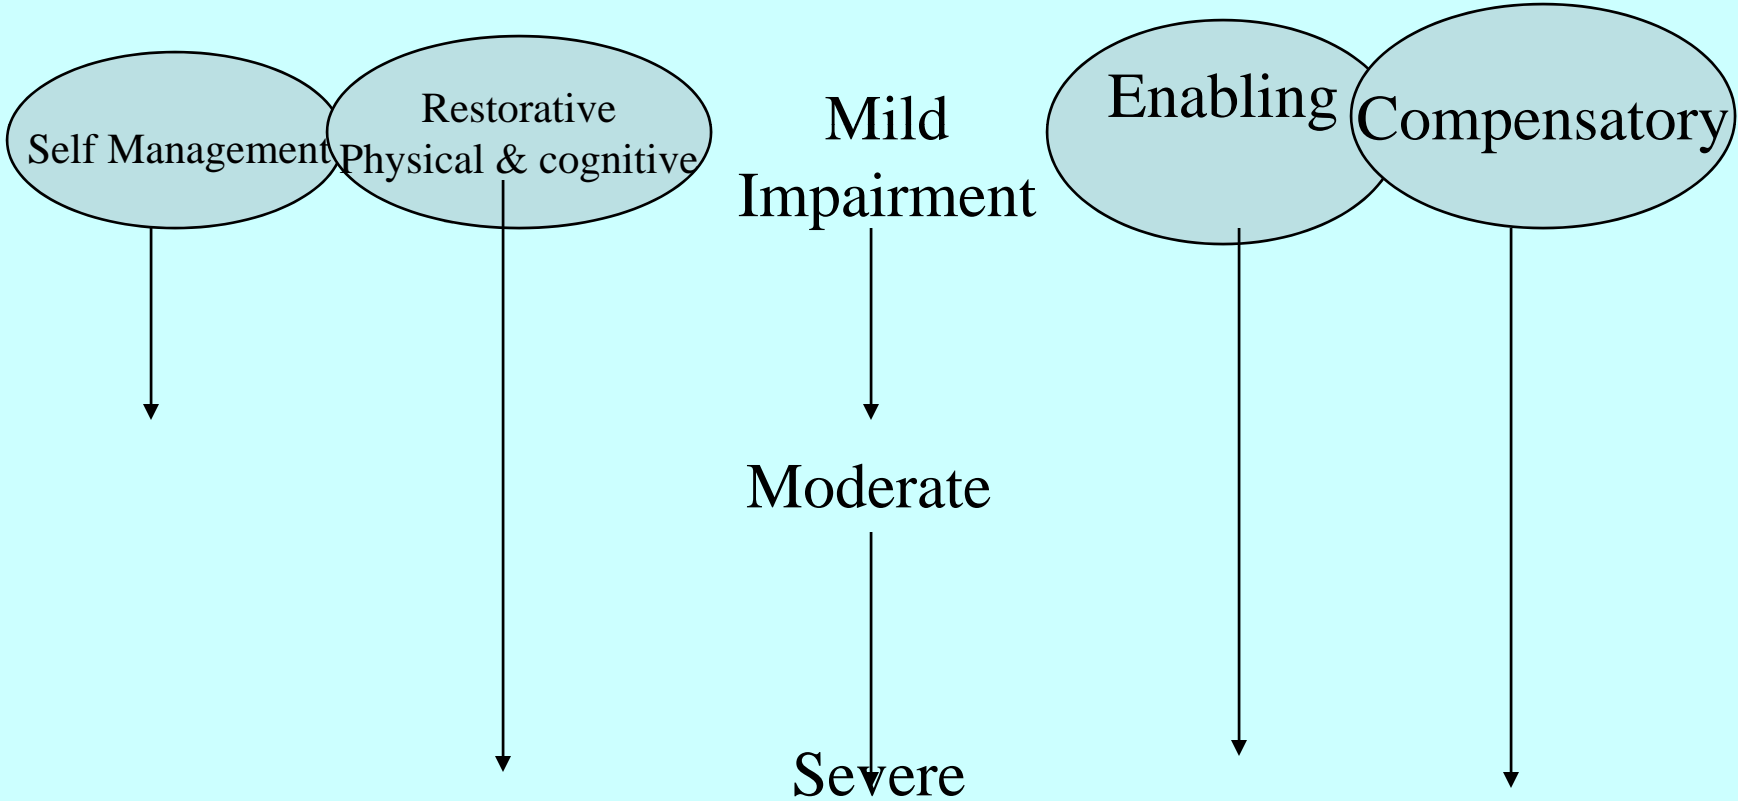 Self Management
Restorative
Physical & cognitive
Mild
Impairment
Enabling
Compensatory
Moderate
Severe